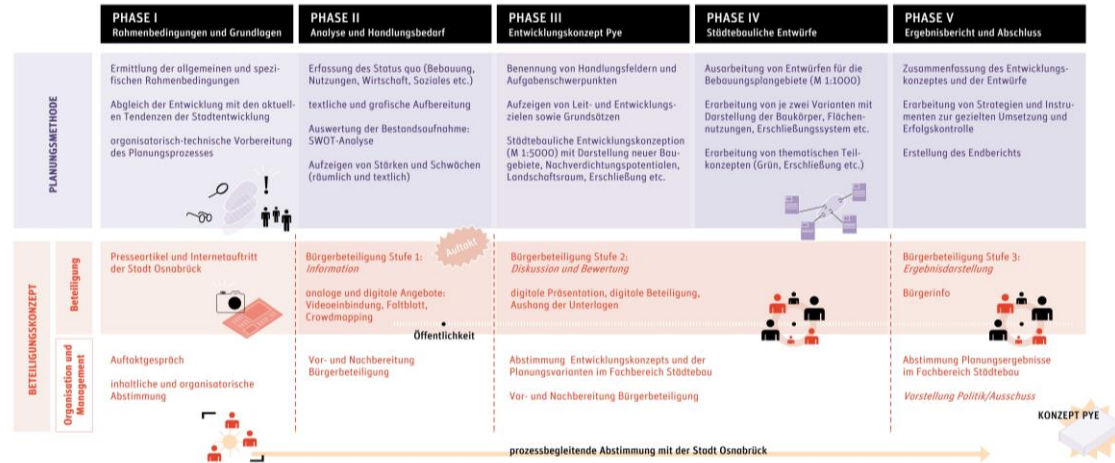 PHASE I
Rahmenbedingungen und Grundlagen
PHASE II
Analyse und Handlungsbedarf
PHASE III
Entwicklungskonzept Pye
PHASE IV
Städtebauliche Entwürfe
PHASE V
Ergebnisbericht und Abschluss
PLANUNGSMETHODE
Ermittlung der allgemeinen und spezi-
fischen Rahmenbedingungen
Abgleich der Entwicklung mit den aktuel-
len Tendenzen der Stadtentwicklung
organisatorisch-technische Vorbereitung
des Planungsprozesses
!
Erfassung des Status quo (Bebauung,
Nutzungen, Wirtschaft, Soziales etc.)
textliche und grafische Aufbereitung
Auswertung der Bestandsaufnahme:
SWOT-Analyse
Aufzeigen von Stärken und Schwächen
(räumlich und textlich)
Benennung von Handlungsfeldern und
Aufgabenschwerpunkten
Aufzeigen von Leit- und Entwicklungs-
zielen sowie Grundsätzen
Städtebauliche Entwicklungskonzeption
(M 1:5000) mit Darstellung neuer Bau-
gebiete, Nachverdichtungspotentialen,
Landschaftsraum, Erschließung etc.
Ausarbeitung von Entwürfen für die
Bebauungsplangebiete (M 1:1000)
Erarbeitung von je zwei Varianten mit
Darstellung der Baukörper, Flächen-
nutzungen, Erschließungssystem etc.
Erarbeitung von thematischen Teil-
konzepten (Grün, Erschließung etc.)
Zusammenfassung des Entwicklungs-
konzeptes und der Entwürfe
Erarbeitung von Strategien und Instru-
menten zur gezielten Umsetzung und
Erfolgskontrolle
Erstellung des Endberichts
BETEILIGUNGSKONZEPT
Beteiligung
Presseartikel und Internetauftritt
der Stadt Osnabrück
Auftakt
Bürgerbeteiligung Stufe 1:
Information
analoge und digitale Angebote:
Videoeinbindung, Faltblatt,
Crowdmapping
Öffentlichkeit
Bürgerbeteiligung Stufe 2:
Diskussion und Bewertung
digitale Präsentation, digitale Beteiligung,
Aushang der Unterlagen
Bürgerbeteiligung Stufe 3:
Ergebnisdarstellung
Bürgerinfo
Organisation und
Management
Auftaktgespräch
inhaltliche und organisatorische
Abstimmung
Vor- und Nachbereitung
Bürgerbeteiligung
Abstimmung Entwicklungskonzepts und der
Planungsvarianten im Fachbereich Städtebau
Vor- und Nachbereitung Bürgerbeteiligung
Abstimmung Planungsergebnisse
im Fachbereich Städtebau
Vorstellung Politik/Ausschuss
KONZEPT PYE
prozessbegleitende Abstimmung mit der Stadt Osnabrück